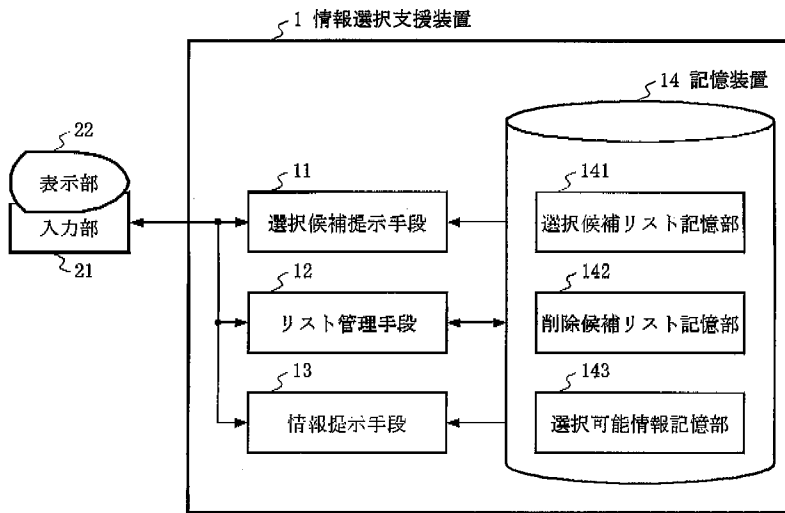 1 情報選択支援装置
14 記憶装置
22
表示部
入力部
21
11
選択候補提示手段
12
リスト管理手段
13
情報提示手段
141
選択候補リスト記憶部
142
削除候補リスト記憶部
143
選択可能情報記憶部